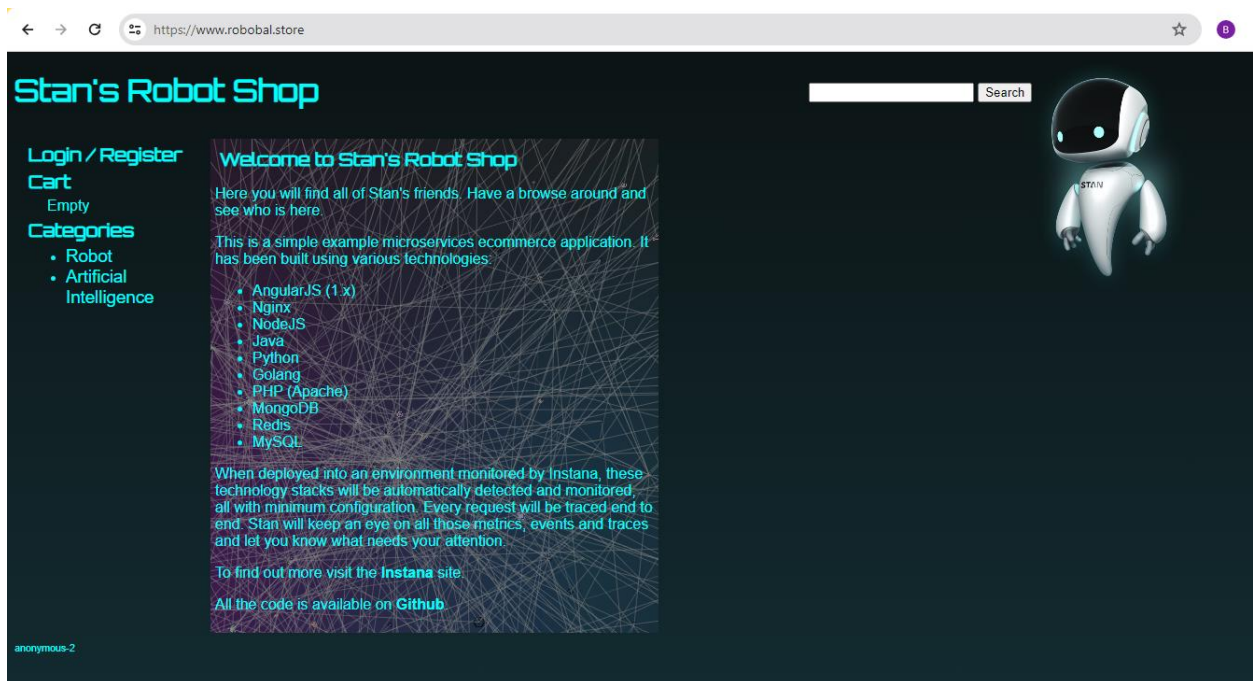 https://www.robobal.store
B
Stan's Robot Shop
Search
STAN
Login / Register
Cart
Empty
Categories
• Robot
• Artificial
Intelligence
Welcome to Stan's Robot Shop
Here you will find all of Stan's friends. Have a browse around and
see who is here.
This is a simple example microservices ecommerce application. It
has been built using various technologies:
• AngularJS (1.x)
• Nginx
• NodeJS
• Java
• Python
• Golang
• PHP (Apache)
• MongoDB
• Redis
• MySQL
When deployed into an environment monitored by Instana, these
technology stacks will be automatically detected and monitored,
all with minimum configuration. Every request will be traced end to
end. Stan will keep an eye on all those metrics, events and traces
and let you know what needs your attention.
To find out more visit the Instana site.
All the code is available on Github.
anonymous-2